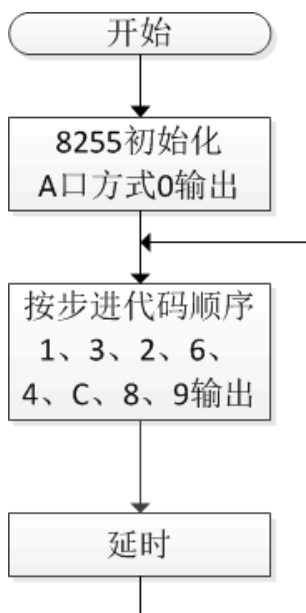 开始
8255初始化
A口方式0输出
按步进代码顺序
1、3、2、6、
4、C、8、9输出
延时